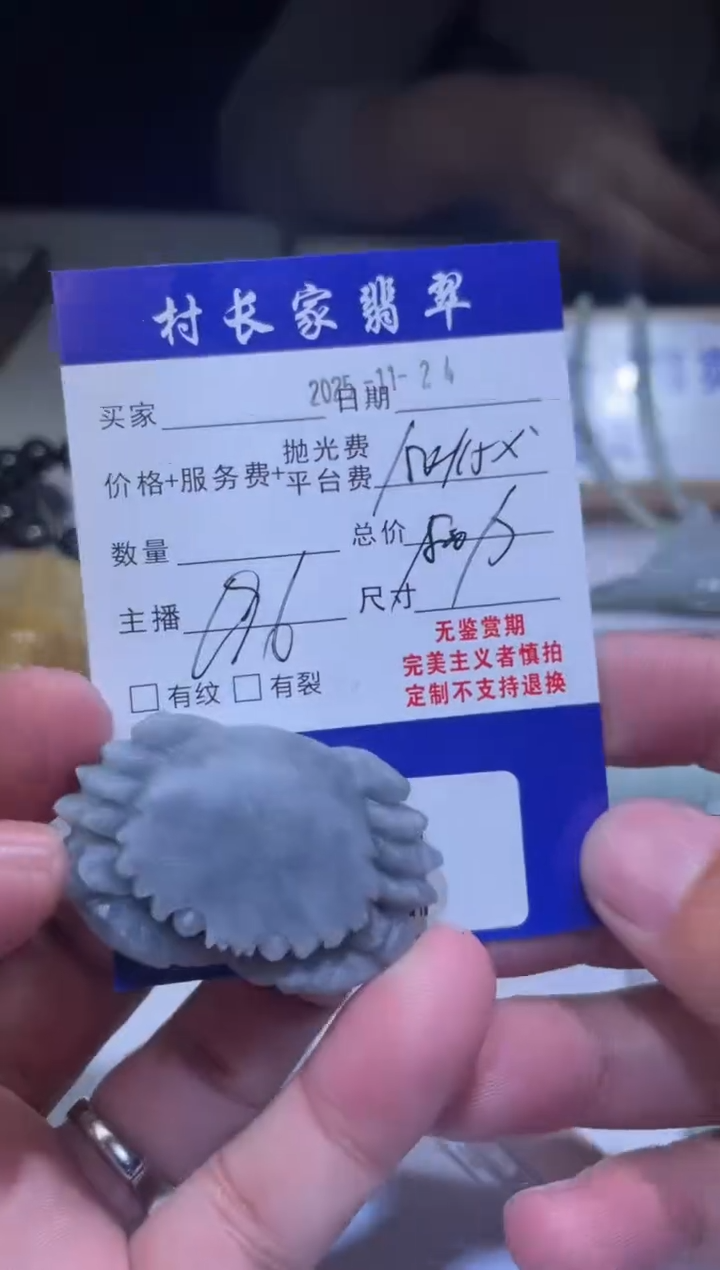 村长家翡翠
买家 日期 2025-11-24
价格+服务费+抛光费平台费
数量 总价
主播 尺寸
无鉴赏期
完美主义者慎拍
定制不支持退换
□有纹 □有裂